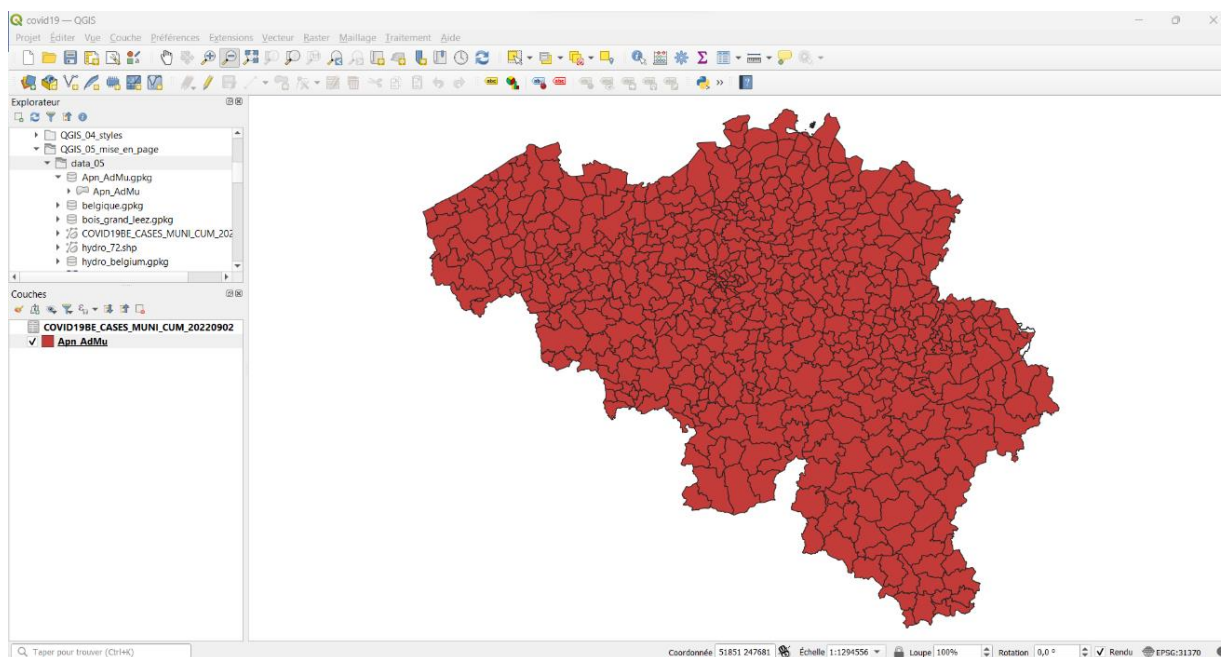 covid19 — QGIS
Projet Éditer Vue Couche Préférences Extensions Vecteur Raster Maillage Traitement Aide
Explorateur
QGIS_04_styles
QGIS_05_mise_en_page
data_05
Apn_AdMu.gpkg
Apn_AdMu
belgique.gpkg
bois_grand_leez.gpkg
COVID19BE_CASES_MUNI_CUM_202
hydro_72.shp
hydro_belgium.gpkg
Couches
COVID19BE_CASES_MUNI_CUM_20220902
Apn_AdMu
Taper pour trouver (Ctrl+K)
Coordonnée 51851 247681 Échelle 1:1294556 Loupe 100% Rotation 0,0 ° Rendu EPSG:31370